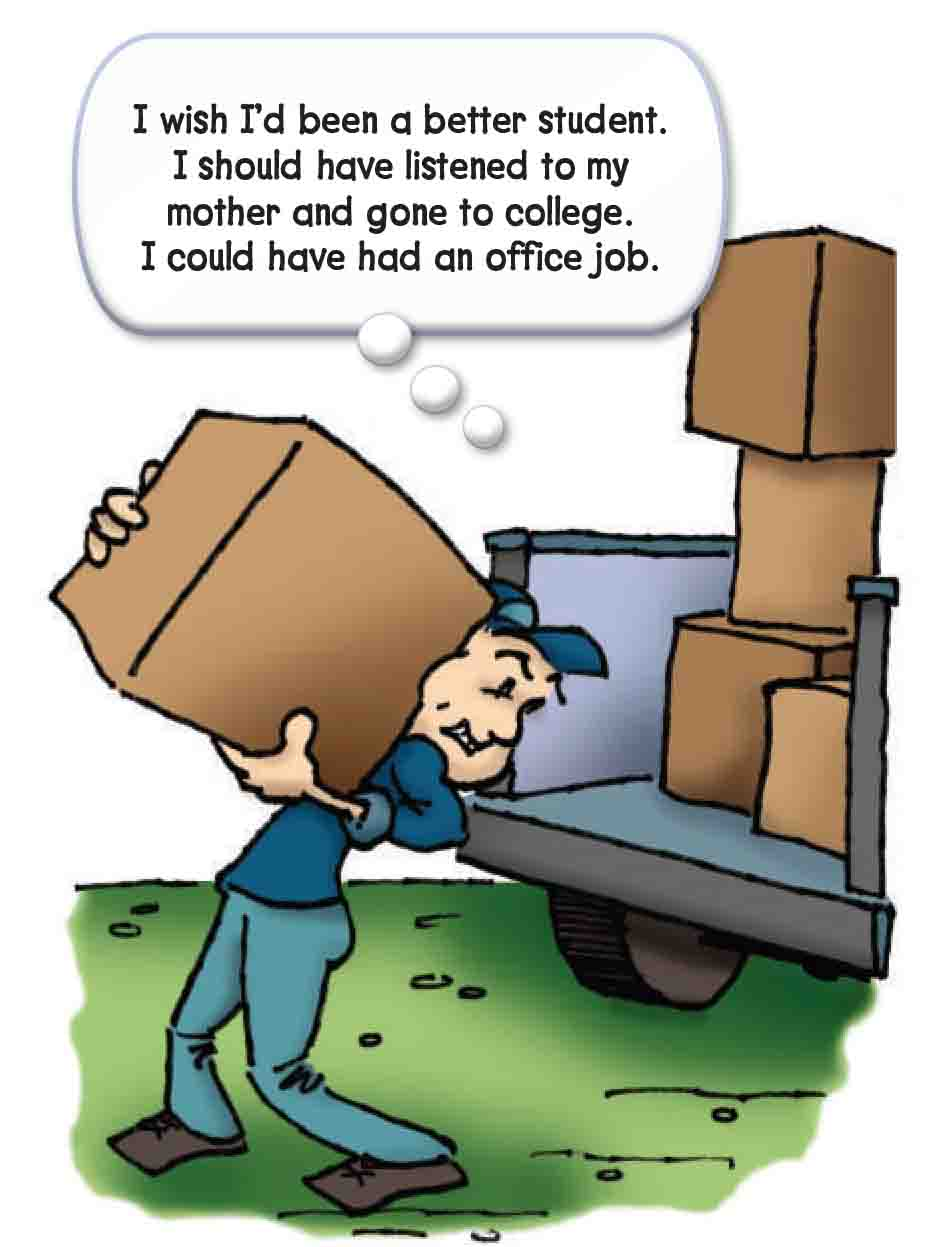 I wish I'd been a better student.
I should have listened to my
mother and gone to college.
I could have had an office job.